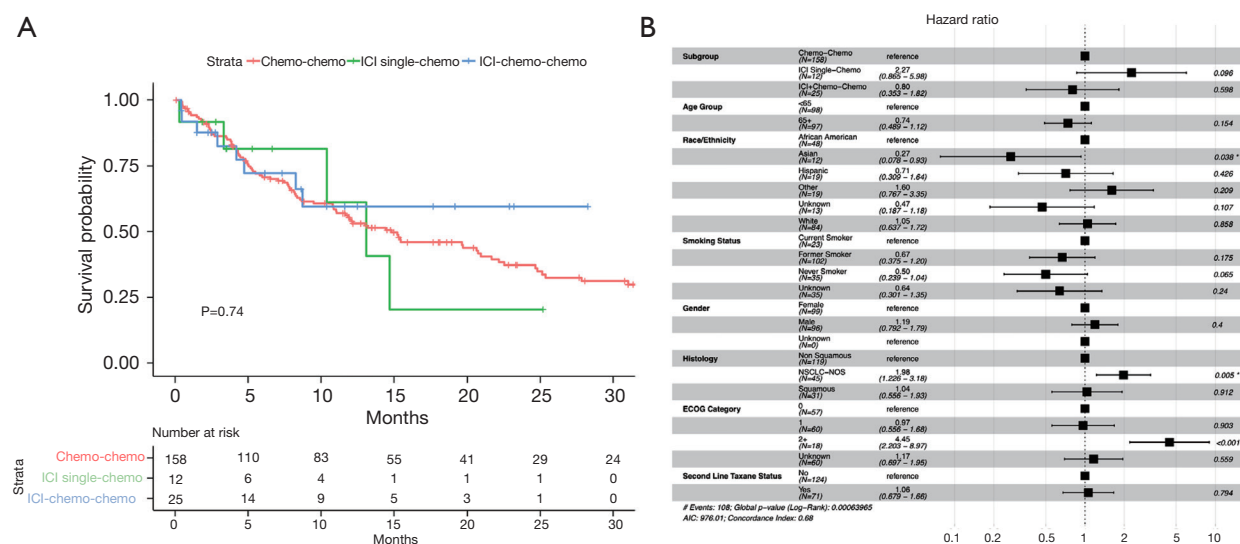 A
Strata Chemo-chemo ICI single-chemo ICI-chemo-chemo
Survival probability
1.00
0.75
0.50
0.25
0.00
P=0.74
0 5 10 15 20 25 30
Months
Number at risk
Strata
Chemo-chemo 158 110 83 55 41 29 24
ICI single-chemo 12 6 4 1 1 1 0
ICI-chemo-chemo 25 14 9 5 3 1 0
0 5 10 15 20 25 30
Months
B
Hazard ratio
Subgroup Chemo-Chemo reference
(N=158)
ICI Single-Chemo 2.27 0.096
(N=12) (0.865 - 5.98)
ICI+Chemo-Chemo 0.80 0.598
(N=25) (0.353 - 1.82)
Age Group <65 reference
(N=98)
65+ 0.74 0.154
(N=97) (0.489 - 1.12)
Race/Ethnicity African American reference
(N=48)
Asian 0.27 0.038 *
(N=12) (0.078 - 0.93)
Hispanic 0.71 0.426
(N=19) (0.309 - 1.64)
Other 1.60 0.209
(N=19) (0.767 - 3.35)
Unknown 0.47 0.107
(N=13) (0.187 - 1.18)
White 1.05 0.858
(N=84) (0.637 - 1.72)
Smoking Status Current Smoker reference
(N=23)
Former Smoker 0.67 0.175
(N=102) (0.375 - 1.20)
Never Smoker 0.50 0.065
(N=35) (0.239 - 1.04)
Unknown 0.64 0.24
(N=35) (0.301 - 1.35)
Gender Female reference
(N=99)
Male 1.19 0.4
(N=96) (0.792 - 1.79)
Unknown reference
(N=0)
Histology Non Squamous reference
(N=119)
NSCLC-NOS 1.98 0.005 *
(N=45) (1.226 - 3.18)
Squamous 1.04 0.912
(N=31) (0.556 - 1.93)
ECOG Category 0 reference
(N=57)
1 0.97 0.903
(N=60) (0.556 - 1.68)
2+ 4.45 <0.001
(N=18) (2.203 - 8.97)
Unknown 1.17 0.559
(N=60) (0.697 - 1.95)
Second Line Taxane Status No reference
(N=124)
Yes 1.06 0.794
(N=71) (0.679 - 1.66)
# Events: 108; Global p-value (Log-Rank): 0.00063965
AIC: 976.01; Concordance Index: 0.68
0.1 0.2 0.5 1 2 5 10